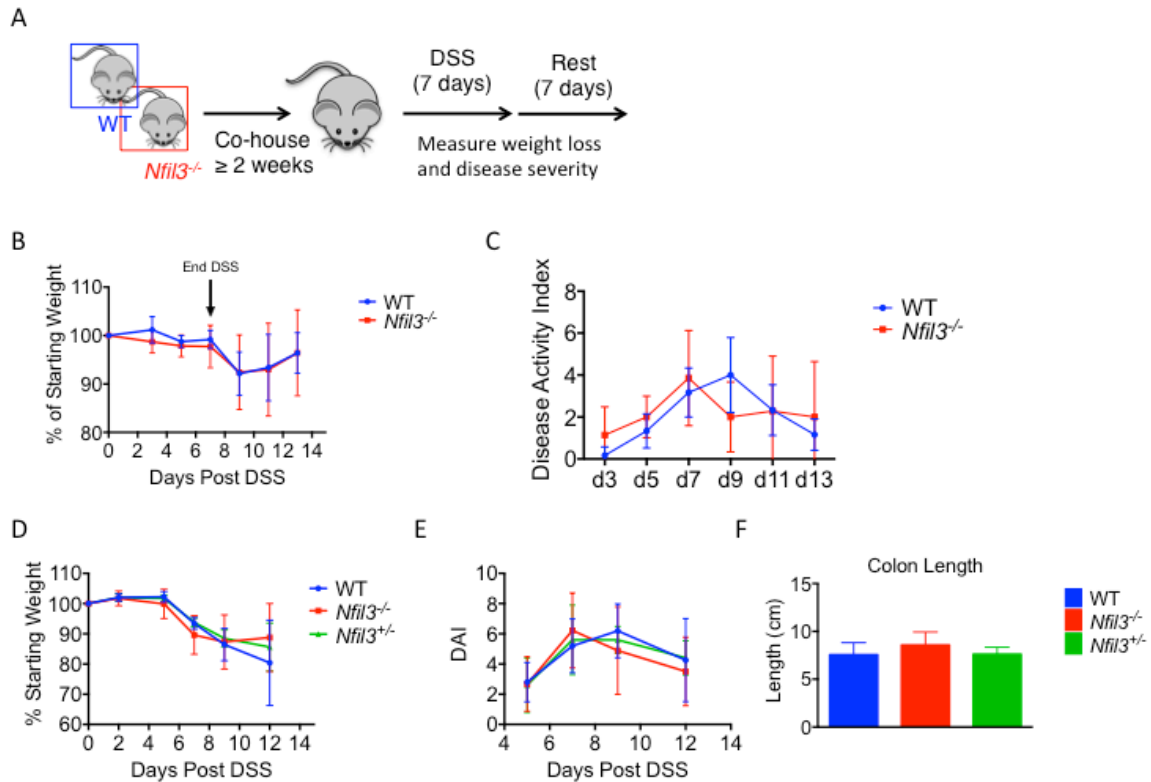 A
WT
Nfil3-/-
Co-house
≥ 2 weeks
DSS
(7 days)
Rest
(7 days)
Measure weight loss
and disease severity
B
% of Starting Weight
110
100
90
80
End DSS
0 2 4 6 8 10 12 14
Days Post DSS
WT
Nfil3-/-
C
Disease Activity Index
8
6
4
2
0
d3 d5 d7 d9 d11 d13
WT
Nfil3-/-
D
% Starting Weight
110
100
90
80
70
60
0 2 4 6 8 10 12 14
Days Post DSS
WT
Nfil3-/-
Nfil3+/-
E
DAI
10
8
6
4
2
0
4 6 8 10 12 14
Days Post DSS
F
Colon Length
Length (cm)
15
10
5
0
WT
Nfil3-/-
Nfil3+/-